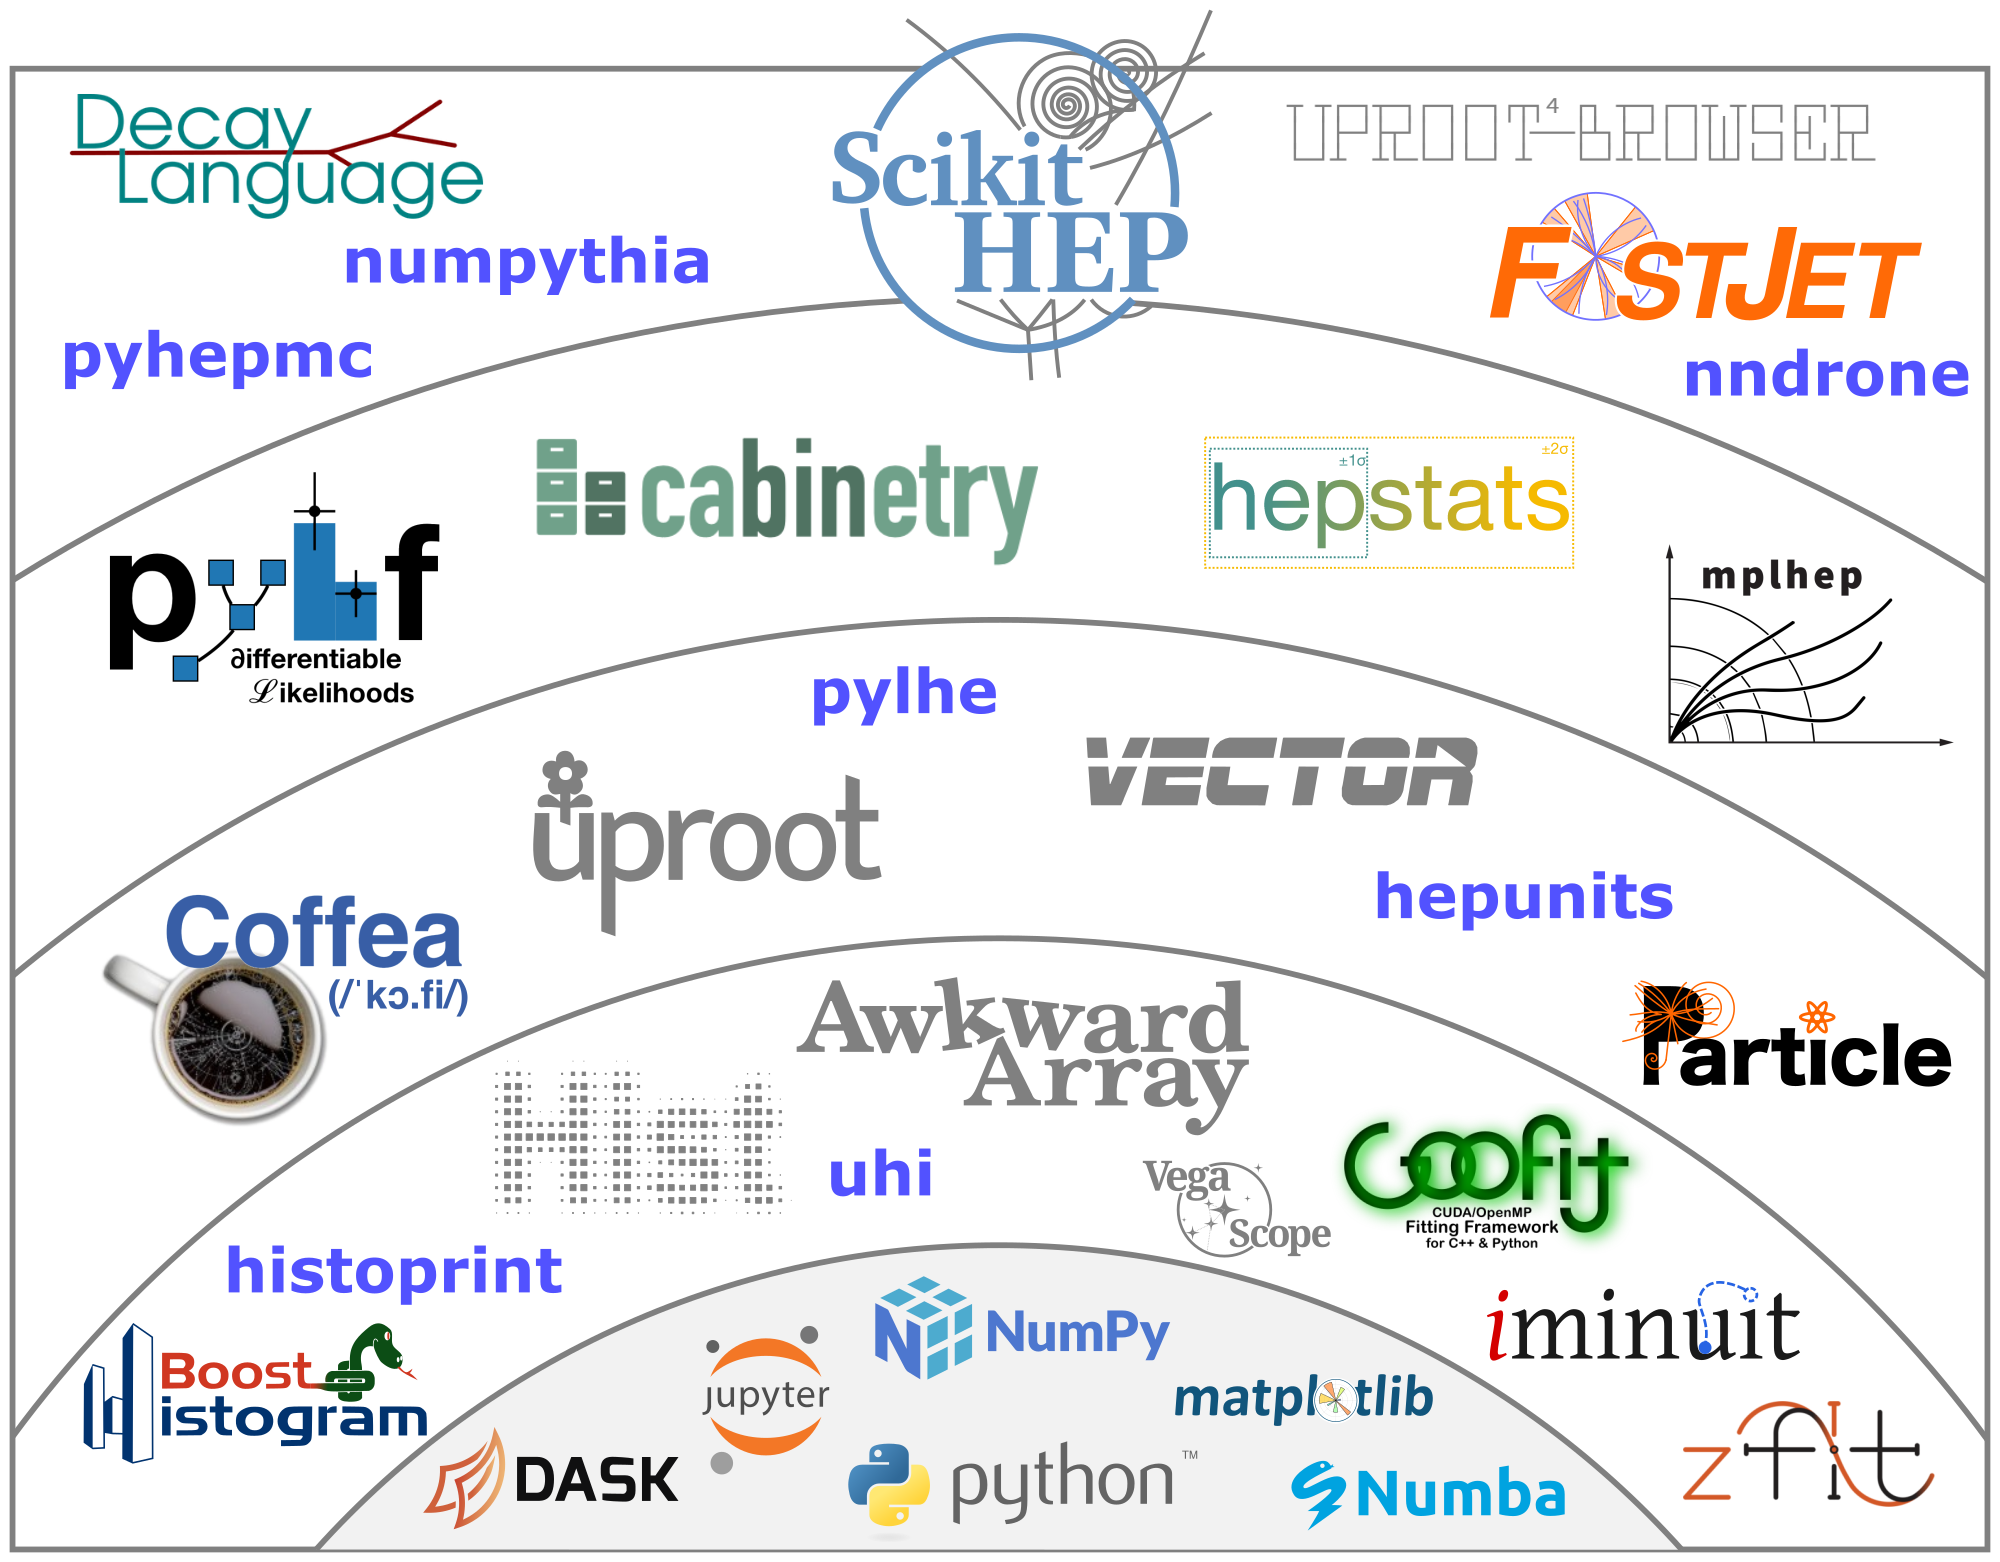 Scikit
HEP
Decay
Language
numpythia
pyhepmc
UPROOT⁴-BROWSER
FASTJET
nndrone
cabinetry
hepstats
±1σ
±2σ
pyhf
∂ifferentiable
ℒikelihoods
mplhep
pylhe
uproot
VECTOR
hepunits
Coffea
(/ˈkɔ.fi/)
Particle
Awkward
Array
Hist
uhi
Vega
Scope
GooFit
CUDA/OpenMP
Fitting Framework
for C++ & Python
histoprint
Boost
Histogram
iminuit
zfit
NumPy
jupyter
matplotlib
DASK
python™
Numba